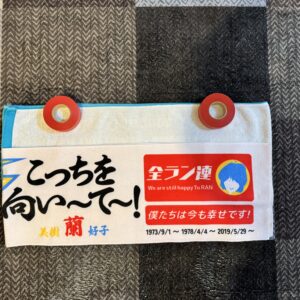 こっちを
向い〜て〜!
美樹 蘭 好子
全ラン連
We are still happy To RAN
僕たちは今も幸せです!
1973/9/1 〜 1978/4/4 〜 2019/5/29 〜